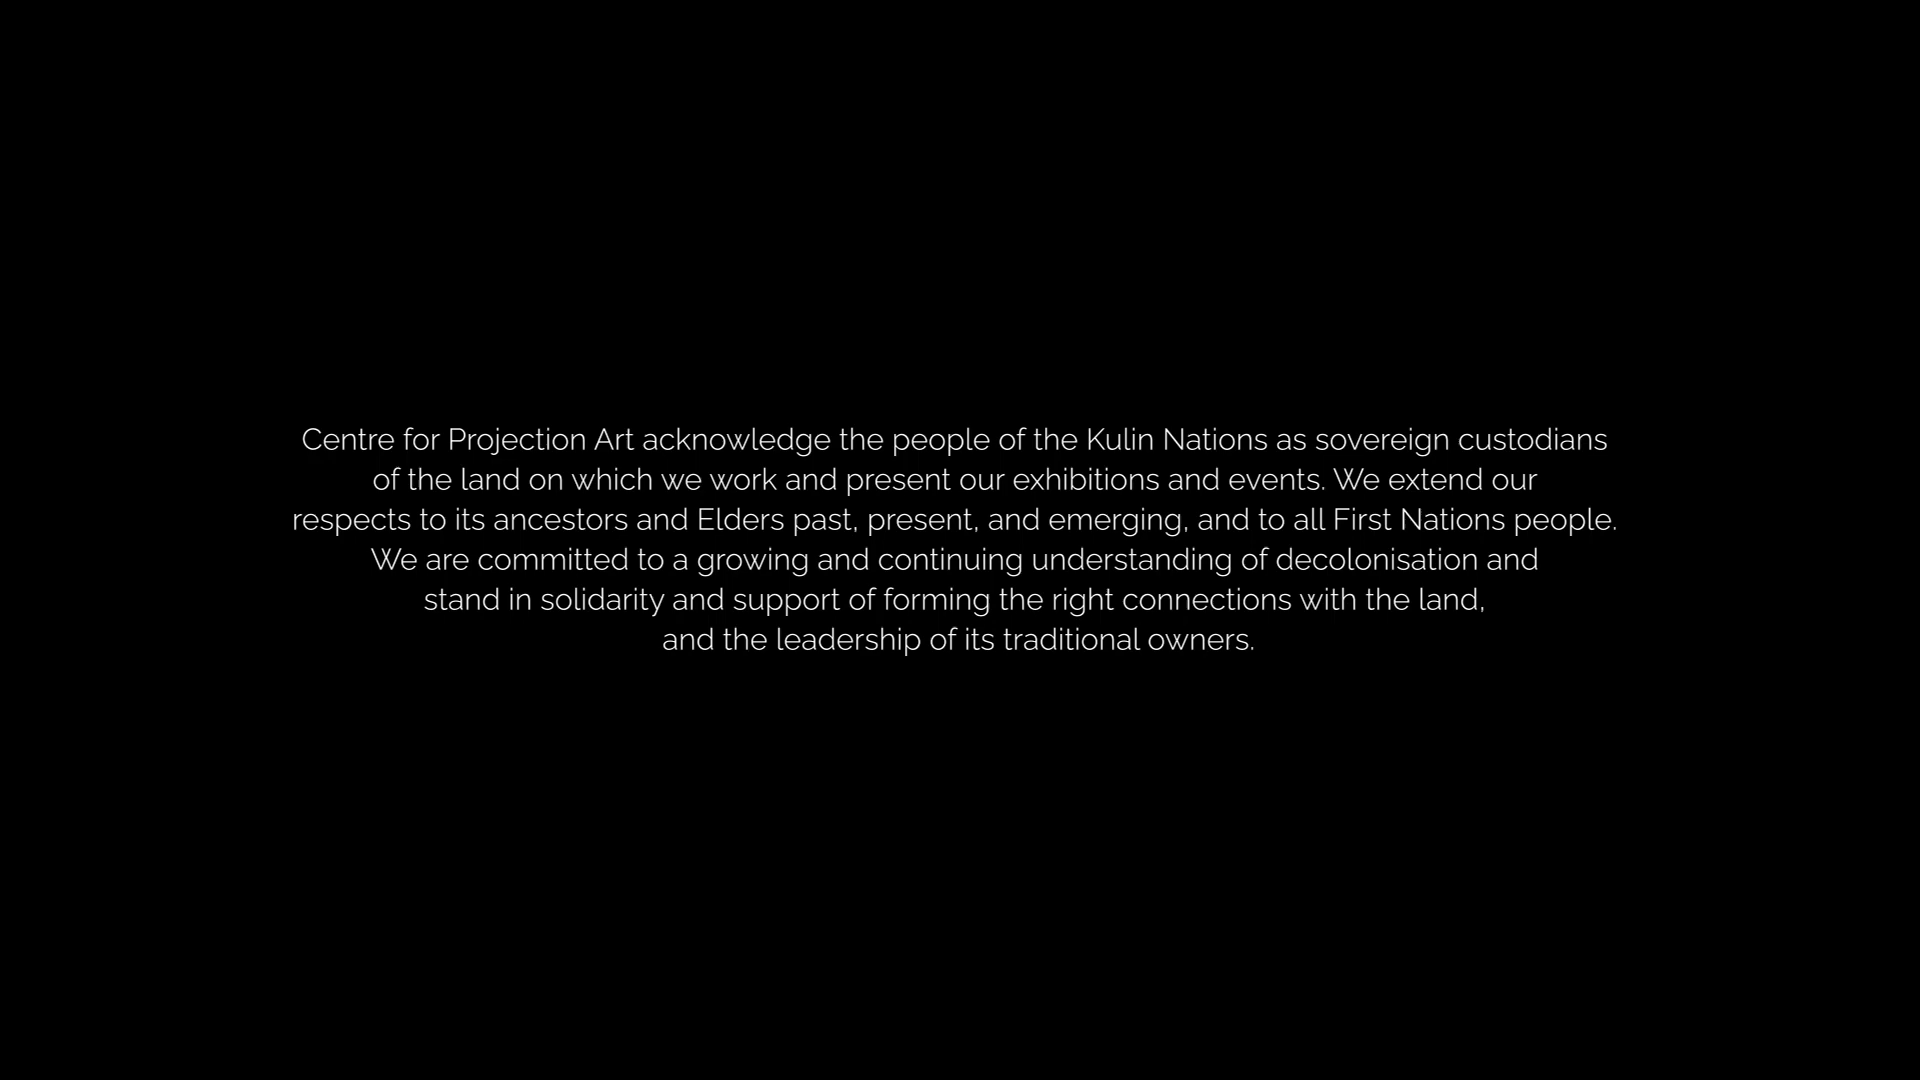 Centre for Projection Art acknowledge the people of the Kulin Nations as sovereign custodians
of the land on which we work and present our exhibitions and events. We extend our
respects to its ancestors and Elders past, present, and emerging, and to all First Nations people.
We are committed to a growing and continuing understanding of decolonisation and
stand in solidarity and support of forming the right connections with the land,
and the leadership of its traditional owners.